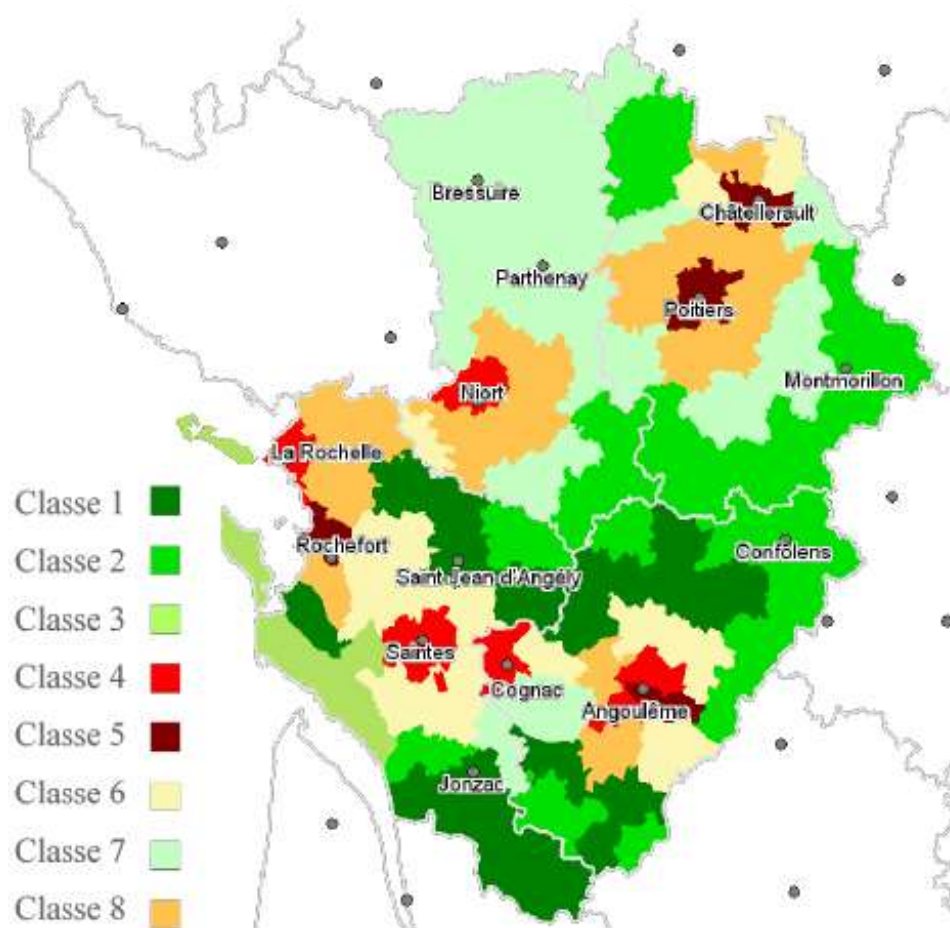 Bressuire
Châtellerault
Parthenay
Poitiers
Montmorillon
Niort
La Rochelle
Classe 1
Rochefort
Confolens
Classe 2
Saint Jean d'Angély
Classe 3
Saintes
Cognac
Classe 4
Angoulême
Classe 5
Jonzac
Classe 6
Classe 7
Classe 8